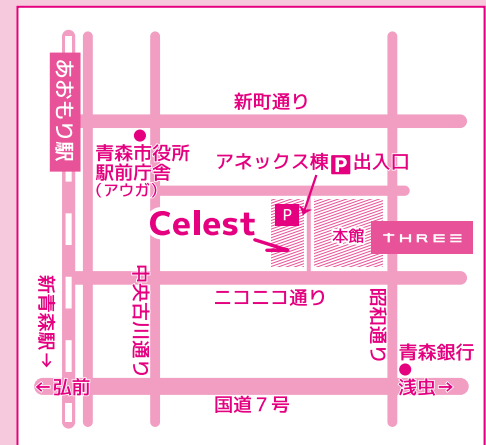 あおもり駅
新町通り
青森市役所
駅前庁舎
(アウガ)
アネックス棟P出入口
P
Celest
本館
THREE
ニコニコ通り
中央古川通り
昭和通り
新青森駅→
青森銀行
←弘前
浅虫→
国道7号